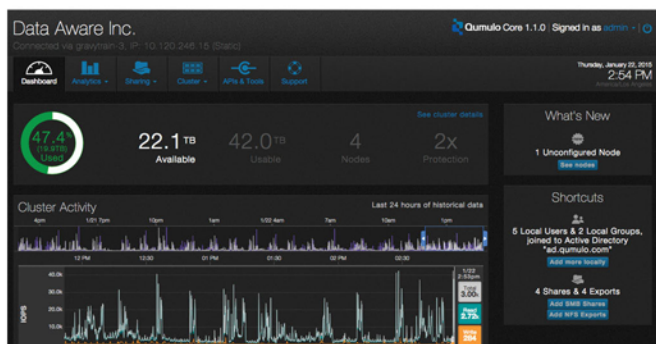 Data Aware Inc.
Qumulo Core 1.1.0 Signed in as admin
Connected via gravytrain-3, IP: 10.120.246.15 (Static)
Dashboard
Analytics
Sharing
Cluster
APIs & Tools
Support
Thursday, January 22, 2015
2:54 PM
America/Los Angeles
See cluster details
47.4%
(19.9TB)
Used
22.1 TB
Available
42.0 TB
Usable
4
Nodes
2x
Protection
What's New
1 Unconfigured Node
See nodes
Cluster Activity
Last 24 hours of historical data
4pm 1/21 7pm 10pm 1am 1/22 4am 7am 10am 1pm
12 PM 12:30 01 PM 01:30 02 PM 02:30
IOPS
45.0k
30.0k
15.0k
1/22
2:53pm
Total
3.00k
Read
2.72k
Write
284
Shortcuts
5 Local Users & 2 Local Groups,
joined to Active Directory
"ad.qumulo.com"
Add more locally
4 Shares & 4 Exports
Add SMB Shares
Add NFS Exports